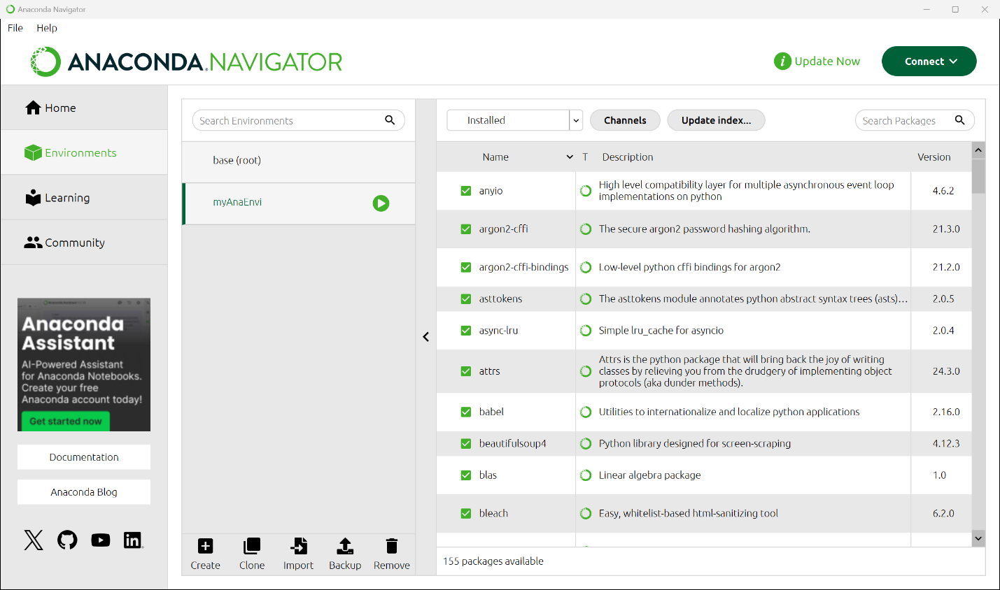 Anaconda Navigator
File Help
ANACONDA.NAVIGATOR
i Update Now
Connect
Home
Environments
Learning
Community
Anaconda
Assistant
AI-Powered Assistant
for Anaconda Notebooks.
Create your free
Anaconda account today!
Get started now
Documentation
Anaconda Blog
Search Environments
base (root)
myAnaEnvi
Create Clone Import Backup Remove
Installed Channels Update index... Search Packages
Name T Description Version
anyio High level compatibility layer for multiple asynchronous event loop
implementations on python 4.6.2
argon2-cffi The secure argon2 password hashing algorithm. 21.3.0
argon2-cffi-bindings Low-level python cffi bindings for argon2 21.2.0
asttokens The asttokens module annotates python abstract syntax trees (asts)... 2.0.5
async-lru Simple lru_cache for asyncio 2.0.4
attrs Attrs is the python package that will bring back the joy of writing
classes by relieving you from the drudgery of implementing object
protocols (aka dunder methods). 24.3.0
babel Utilities to internationalize and localize python applications 2.16.0
beautifulsoup4 Python library designed for screen-scraping 4.12.3
blas Linear algebra package 1.0
bleach Easy, whitelist-based html-sanitizing tool 6.2.0
155 packages available